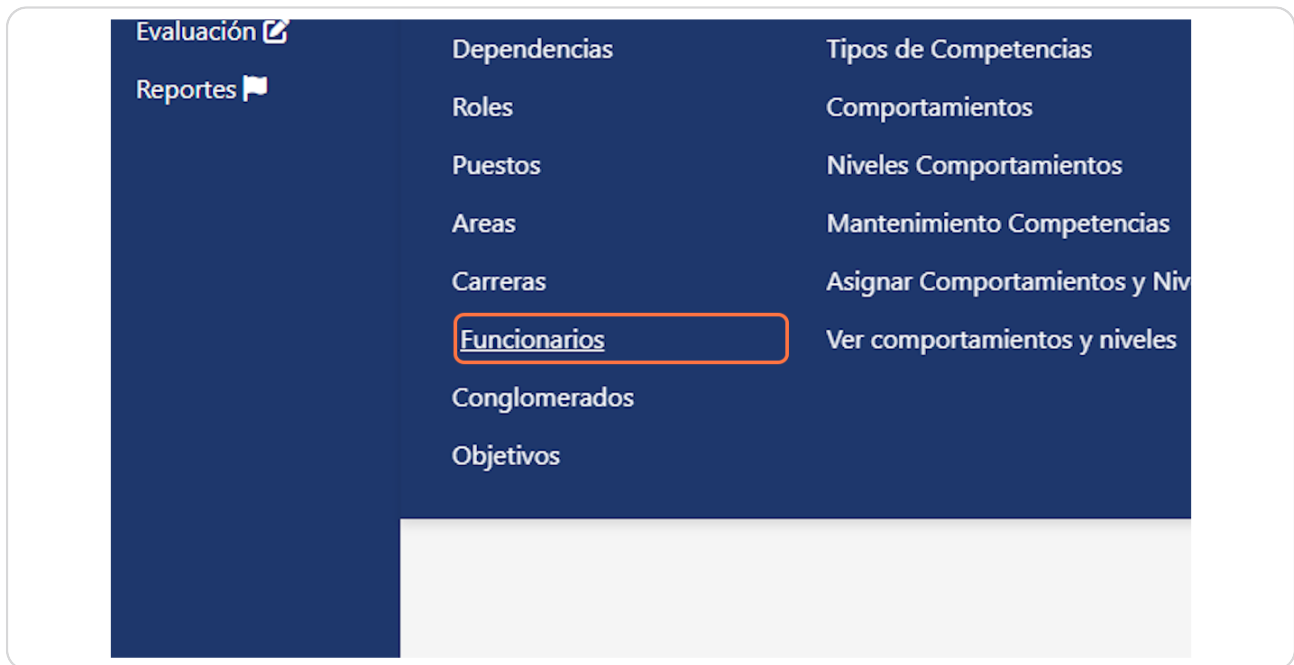 Evaluación
Reportes
Dependencias
Roles
Puestos
Areas
Carreras
Funcionarios
Conglomerados
Objetivos
Tipos de Competencias
Comportamientos
Niveles Comportamientos
Mantenimiento Competencias
Asignar Comportamientos y Niv
Ver comportamientos y niveles